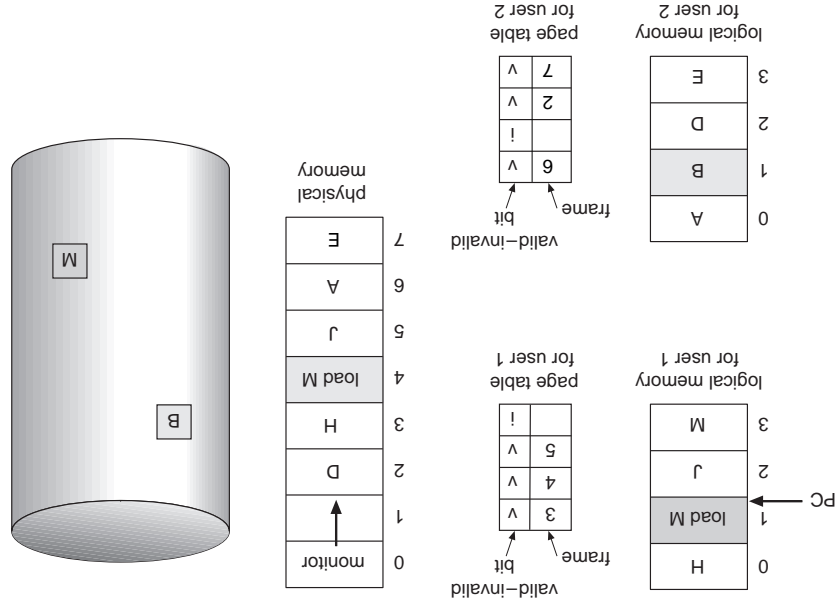 0 H
PC
1 load M
2 J
3 M
logical memory
for user 1
valid–invalid
frame bit
3 v
4 v
5 v
i
page table
for user 1
0 A
1 B
2 D
3 E
logical memory
for user 2
valid–invalid
frame bit
6 v
i
2 v
7 v
page table
for user 2
0 monitor
1
2 D
3 H
4 load M
5 J
6 A
7 E
physical
memory
B
M